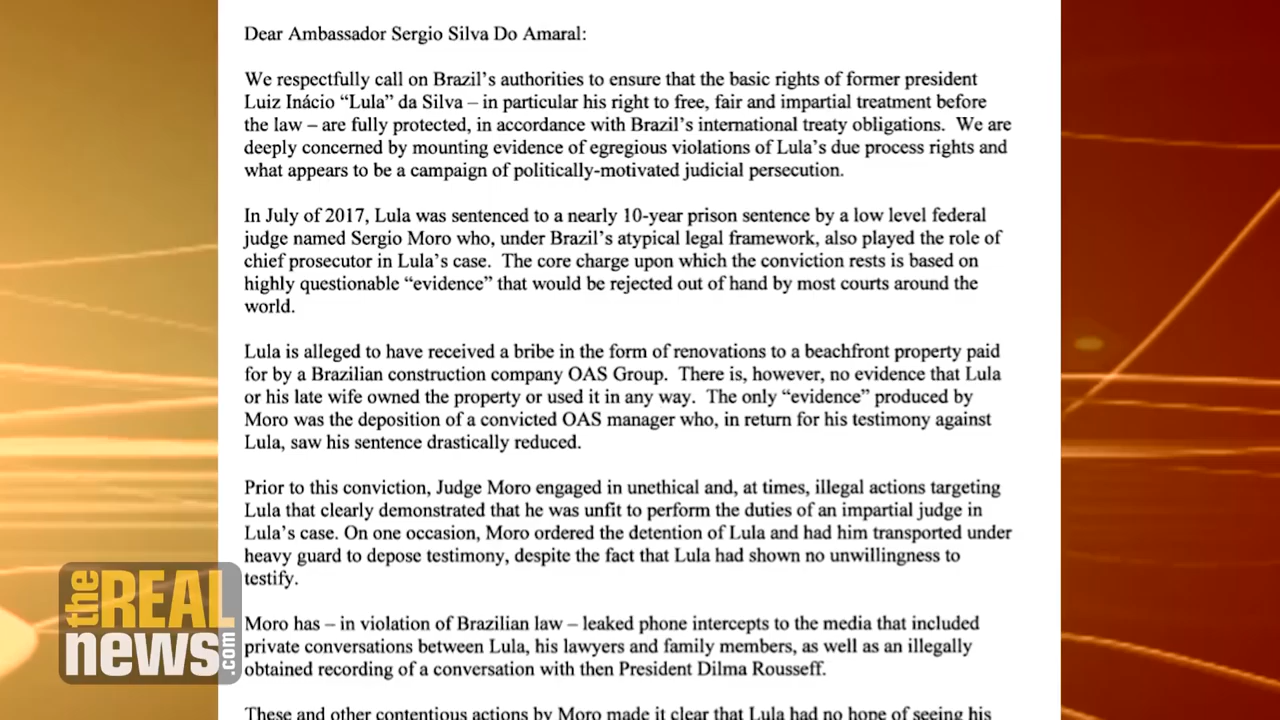 Dear Ambassador Sergio Silva Do Amaral:
We respectfully call on Brazil's authorities to ensure that the basic rights of former president
Luiz Inácio “Lula” da Silva – in particular his right to free, fair and impartial treatment before
the law – are fully protected, in accordance with Brazil's international treaty obligations.  We are
deeply concerned by mounting evidence of egregious violations of Lula's due process rights and
what appears to be a campaign of politically-motivated judicial persecution.
In July of 2017, Lula was sentenced to a nearly 10-year prison sentence by a low level federal
judge named Sergio Moro who, under Brazil's atypical legal framework, also played the role of
chief prosecutor in Lula's case.  The core charge upon which the conviction rests is based on
highly questionable “evidence” that would be rejected out of hand by most courts around the
world.
Lula is alleged to have received a bribe in the form of renovations to a beachfront property paid
for by a Brazilian construction company OAS Group.  There is, however, no evidence that Lula
or his late wife owned the property or used it in any way.  The only “evidence” produced by
Moro was the deposition of a convicted OAS manager who, in return for his testimony against
Lula, saw his sentence drastically reduced.
Prior to this conviction, Judge Moro engaged in unethical and, at times, illegal actions targeting
Lula that clearly demonstrated that he was unfit to perform the duties of an impartial judge in
Lula's case. On one occasion, Moro ordered the detention of Lula and had him transported under
heavy guard to depose testimony, despite the fact that Lula had shown no unwillingness to
testify.
Moro has – in violation of Brazilian law – leaked phone intercepts to the media that included
private conversations between Lula, his lawyers and family members, as well as an illegally
obtained recording of a conversation with then President Dilma Rousseff.
These and other contentious actions by Moro made it clear that Lula had no hope of seeing his
the REAL
news.com